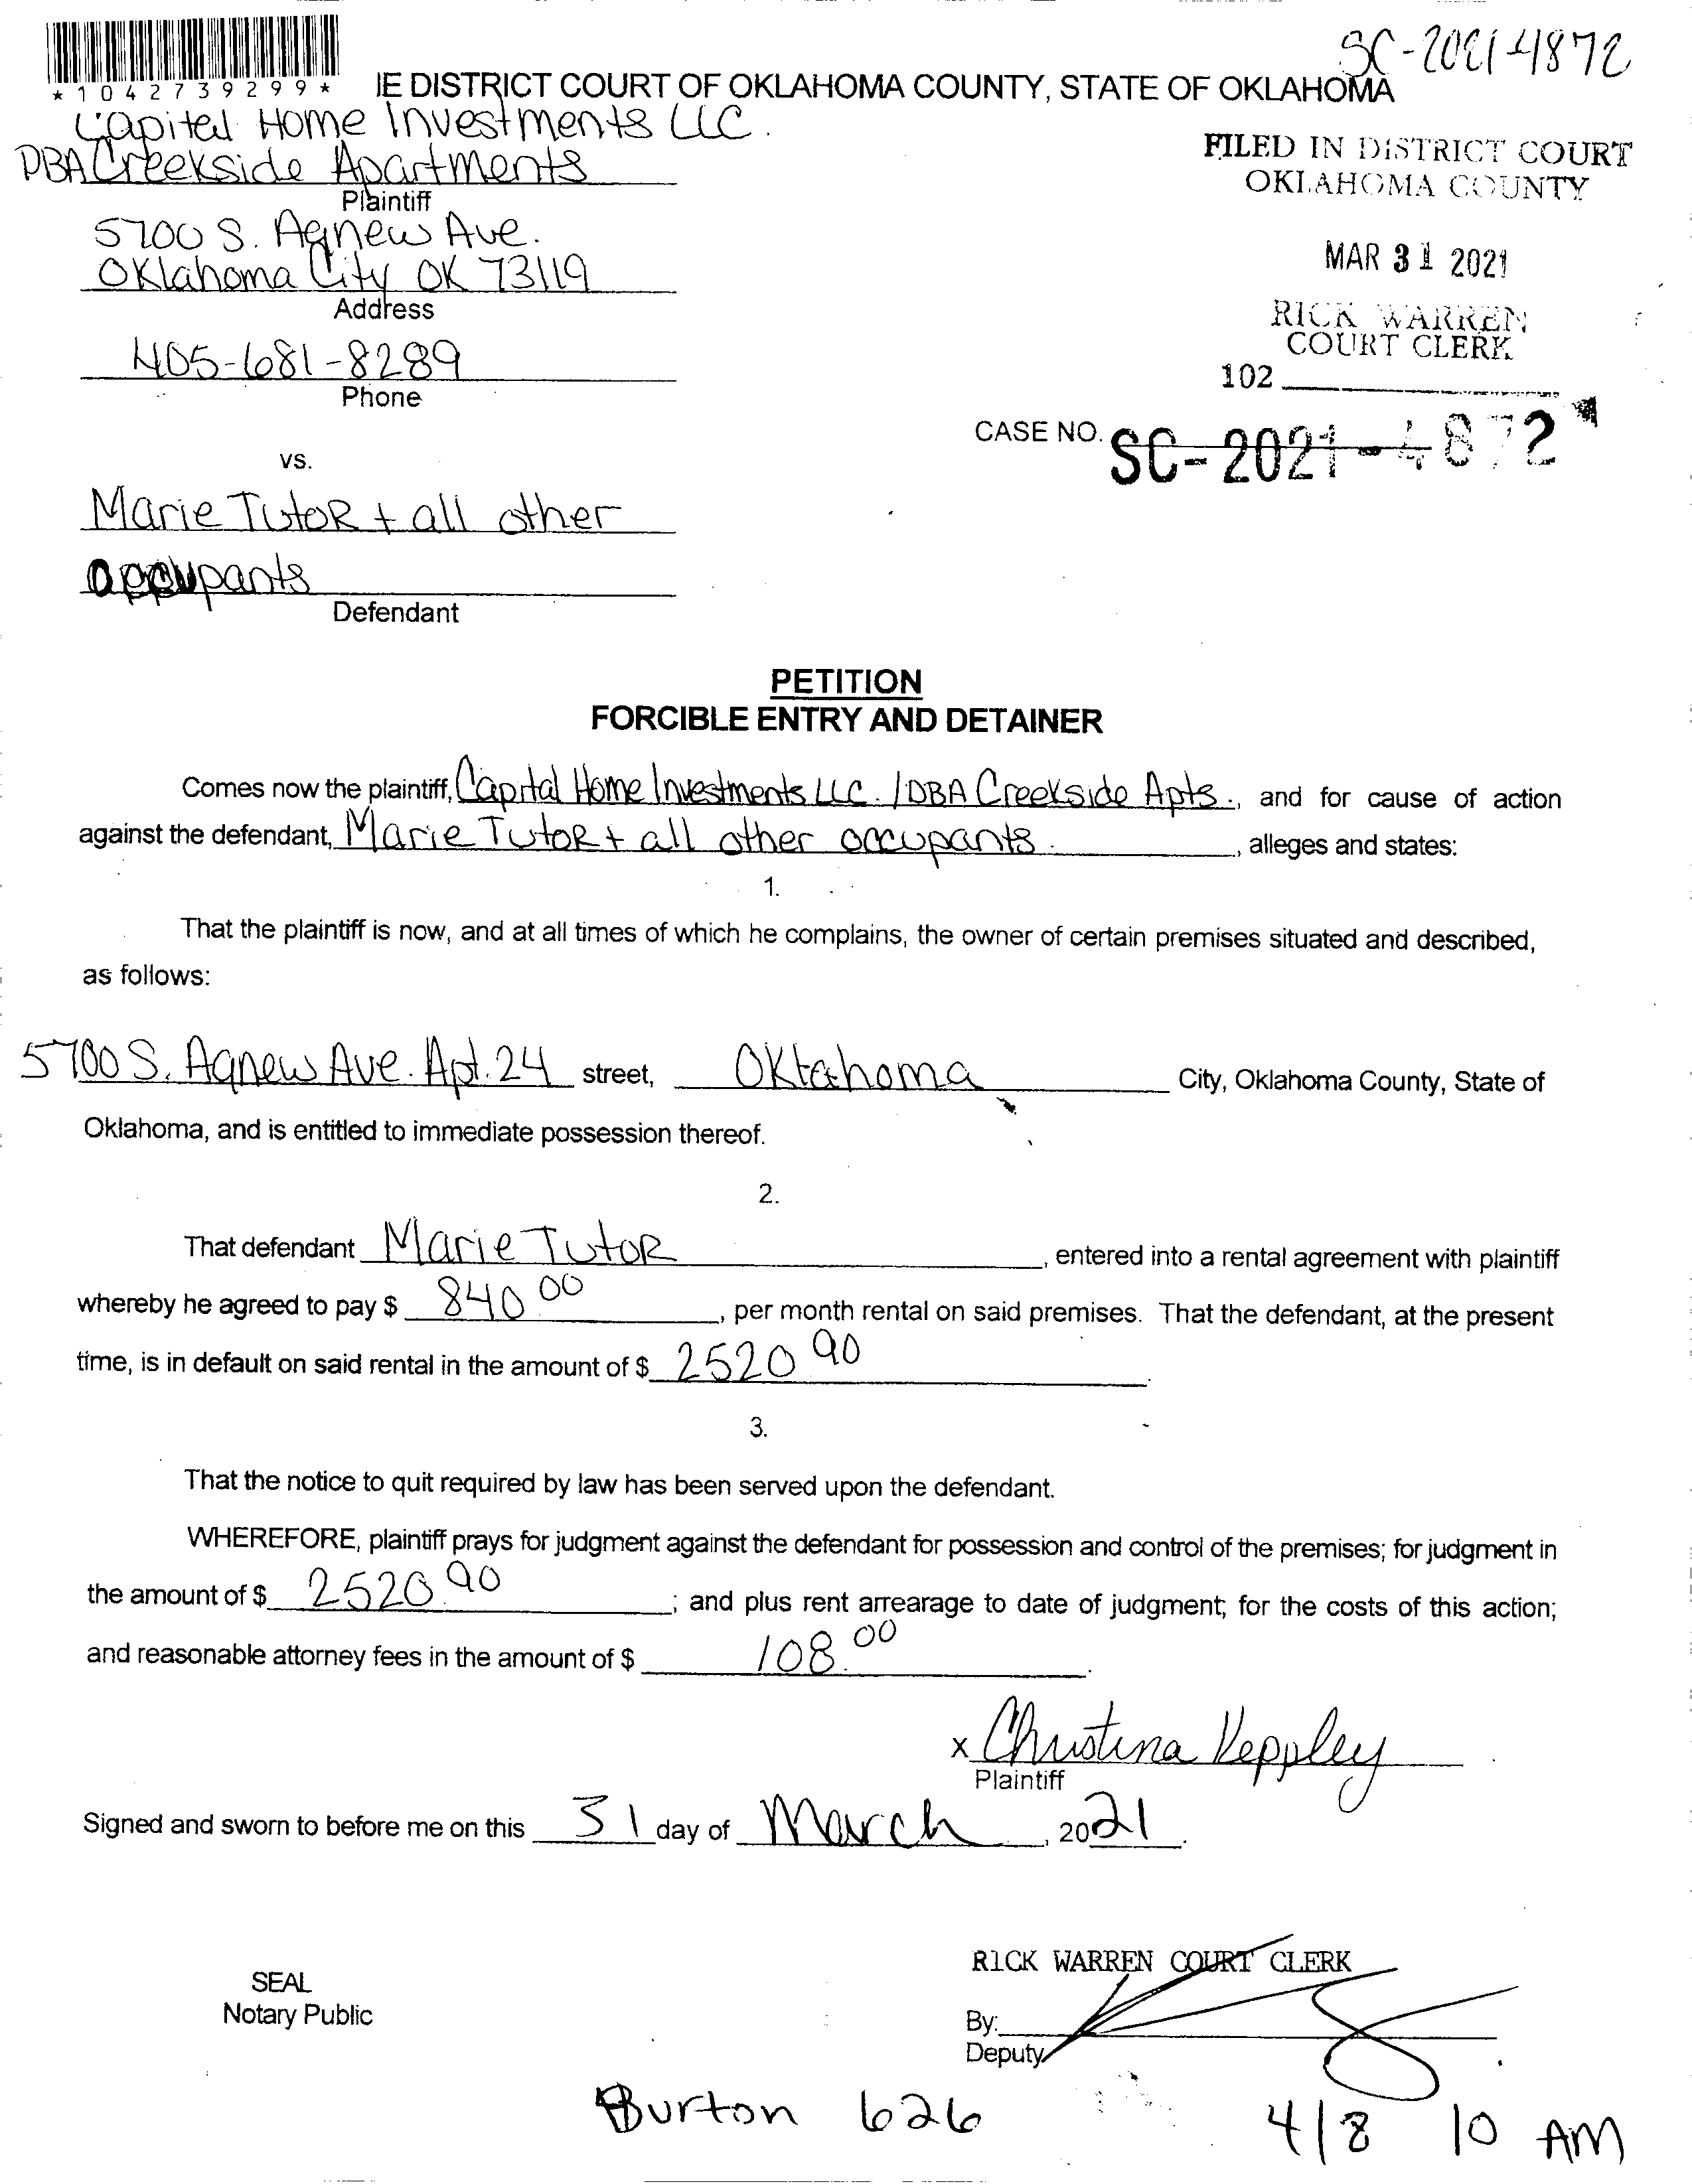 SC-2021-4872
*1042739299*
IE DISTRICT COURT OF OKLAHOMA COUNTY, STATE OF OKLAHOMA
Capital Home Investments LLC.
DBA Creekside Apartments
Plaintiff
5700 S. Agnew Ave.
Oklahoma City OK 73119
Address
405-681-8289
Phone
FILED IN DISTRICT COURT
OKLAHOMA COUNTY
MAR 31 2021
RICK WARREN
COURT CLERK
102
CASE NO. SC-2021-4872
vs.
Marie Tutor + all other
occupants
Defendant
PETITION
FORCIBLE ENTRY AND DETAINER
Comes now the plaintiff, Capital Home Investments LLC. / DBA Creekside Apts., and for cause of action
against the defendant, Marie Tutor + all other occupants., alleges and states:
1.
That the plaintiff is now, and at all times of which he complains, the owner of certain premises situated and described,
as follows:
5700 S. Agnew Ave. Apt. 24 street, Oklahoma City, Oklahoma County, State of
Oklahoma, and is entitled to immediate possession thereof.
2.
That defendant Marie Tutor, entered into a rental agreement with plaintiff
whereby he agreed to pay $ 840.00, per month rental on said premises. That the defendant, at the present
time, is in default on said rental in the amount of $ 2520 90.
3.
That the notice to quit required by law has been served upon the defendant.
WHEREFORE, plaintiff prays for judgment against the defendant for possession and control of the premises; for judgment in
the amount of $ 2520.90; and plus rent arrearage to date of judgment; for the costs of this action;
and reasonable attorney fees in the amount of $ 108.00.
x Christina Keppley
Plaintiff
Signed and sworn to before me on this 31 day of March, 2021.
RICK WARREN COURT CLERK
SEAL
Notary Public
By:
Deputy
Burton 626
4/8 10 AM